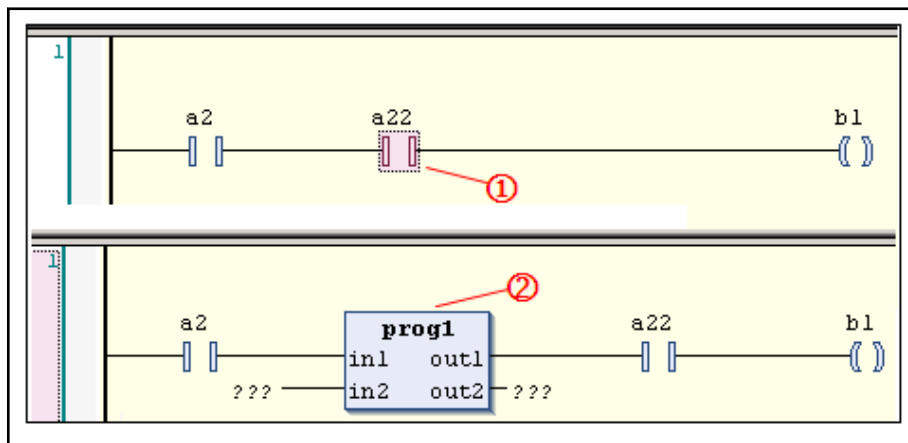 1
a2 a22 b1
①
1
②
a2 prog1 a22 b1
in1 out1
??? in2 out2 ???